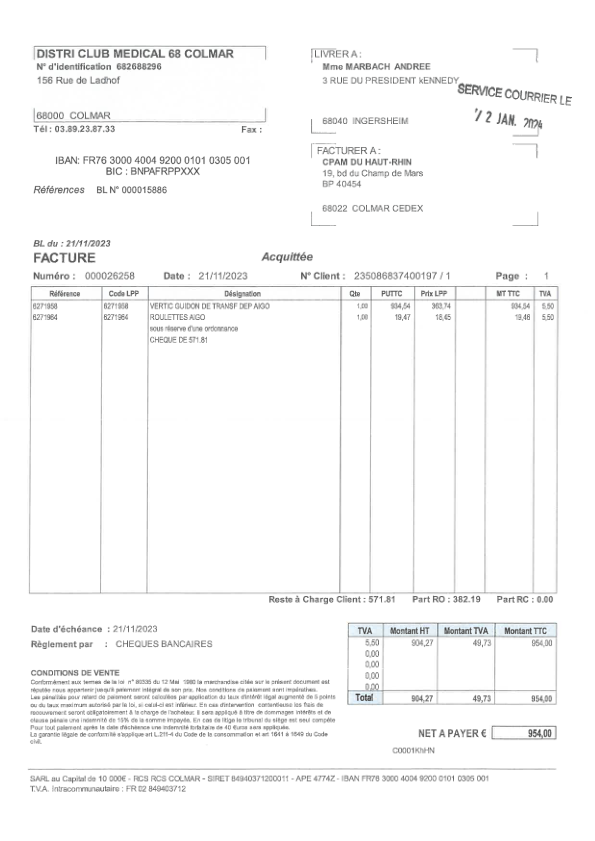 DISTRI CLUB MEDICAL 68 COLMAR
N° d'identification 682688296
156 Rue de Ladhof
68000 COLMAR
Tél : 03.89.23.87.33 Fax :
LIVRER A :
Mme MARBACH ANDREE
3 RUE DU PRESIDENT kENNEDY
68040 INGERSHEIM
SERVICE COURRIER LE
1/2 JAN. 2024
IBAN: FR76 3000 4004 9200 0101 0305 001
BIC : BNPAFRPPXXX
Références BL N° 000015886
FACTURER A :
CPAM DU HAUT-RHIN
19, bd du Champ de Mars
BP 40454
68022 COLMAR CEDEX
BL du : 21/11/2023
FACTURE Acquittée
Numéro : 000026258 Date : 21/11/2023 N° Client : 235086837400197 / 1 Page : 1
Référence Code LPP Désignation Qte PUTTC Prix LPP MT TTC TVA
6271958 6271958 VERTIC GUIDON DE TRANSF DEP AIGO 1,00 934,54 363,74 934,54 5,50
6271964 6271964 ROULETTES AIGO 1,00 19,47 18,45 19,46 5,50
sous réserve d'une ordonnance
CHEQUE DE 571.81
Reste à Charge Client : 571.81 Part RO : 382.19 Part RC : 0.00
Date d'échéance : 21/11/2023
Règlement par : CHEQUES BANCAIRES
TVA Montant HT Montant TVA Montant TTC
5,50 904,27 49,73 954,00
0,00
0,00
0,00
0,00
Total 904,27 49,73 954,00
CONDITIONS DE VENTE
Conformément aux termes de la loi n° 80335 du 12 Mai 1980 la marchandise citée sur le présent document est
réputée nous appartenir jusqu'à paiement intégral de son prix. Nos conditions de paiement sont impératives.
Les pénalités pour retard de paiement seront calculées par application du taux d'intérêt légal augmenté de 5 points
ou du taux maximum autorisé par la loi, si celui-ci est inférieur. En cas d'intervention contentieuse les frais de
recouvrement seront obligatoirement à la charge de l'acheteur. Il sera appliqué à titre de dommages intérêts et de
clause pénale une indemnité de 15% de la somme impayée. En cas de litige le tribunal du siège est seul compétent
Pour tout paiement après la date d'échéance une indemnité forfaitaire de 40 Euros sera appliquée.
La garantie légale de conformité s'applique art L.211-4 du Code de la consommation et art 1641 à 1649 du Code
civil.
NET A PAYER € 954,00
C0001KhHN
SARL au Capital de 10 000€ - RCS RCS COLMAR - SIRET 84940371200011 - APE 4774Z - IBAN FR76 3000 4004 9200 0101 0305 001
T.V.A. Intracommunautaire : FR 02 849403712